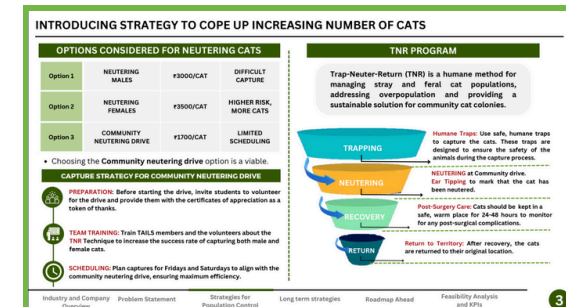 INTRODUCING STRATEGY TO COPE UP INCREASING NUMBER OF CATS
OPTIONS CONSIDERED FOR NEUTERING CATS
Option 1 NEUTERING MALES ₹3000/CAT DIFFICULT CAPTURE
Option 2 NEUTERING FEMALES ₹3500/CAT HIGHER RISK, MORE CATS
Option 3 COMMUNITY NEUTERING DRIVE ₹1700/CAT LIMITED SCHEDULING
• Choosing the Community neutering drive option is a viable.
CAPTURE STRATEGY FOR COMMUNITY NEUTERING DRIVE
PREPARATION: Before starting the drive, invite students to volunteer
for the drive and provide them with the certificates of appreciation as a
token of thanks.
TEAM TRAINING: Train TAILS members and the volunteers about the
TNR Technique to increase the success rate of capturing both male and
female cats.
SCHEDULING: Plan captures for Fridays and Saturdays to align with the
community neutering drive, ensuring maximum efficiency.
TNR PROGRAM
Trap-Neuter-Return (TNR) is a humane method for
managing stray and feral cat populations,
addressing overpopulation and providing a
sustainable solution for community cat colonies.
TRAPPING
Humane Traps: Use safe, humane traps
to capture the cats. These traps are
designed to ensure the safety of the
animals during the capture process.
NEUTERING
NEUTERING at Community drive.
Ear Tipping to mark that the cat has
been neutered.
RECOVERY
Post-Surgery Care: Cats should be kept in a
safe, warm place for 24-48 hours to monitor
for any post-surgical complications.
RETURN
Return to Territory: After recovery, the cats
are returned to their original location.
Industry and Company Overview
Problem Statement
Strategies for Population Control
Long term strategies
Roadmap Ahead
Feasibility Analysis and KPIs
3